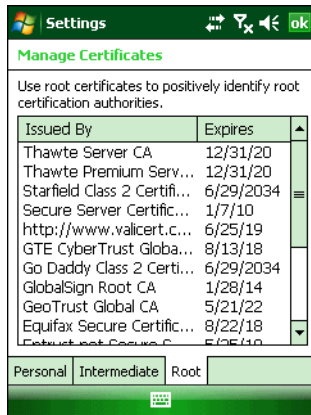 Settings
ok
Manage Certificates
Use root certificates to positively identify root
certification authorities.
Issued By Expires
Thawte Server CA 12/31/20
Thawte Premium Serv... 12/31/20
Starfield Class 2 Certifi... 6/29/2034
Secure Server Certific... 1/7/10
http://www.valicert.c... 6/25/19
GTE CyberTrust Globa... 8/13/18
Go Daddy Class 2 Certi... 6/29/2034
GlobalSign Root CA 1/28/14
GeoTrust Global CA 5/21/22
Equifax Secure Certific... 8/22/18
Personal Intermediate Root